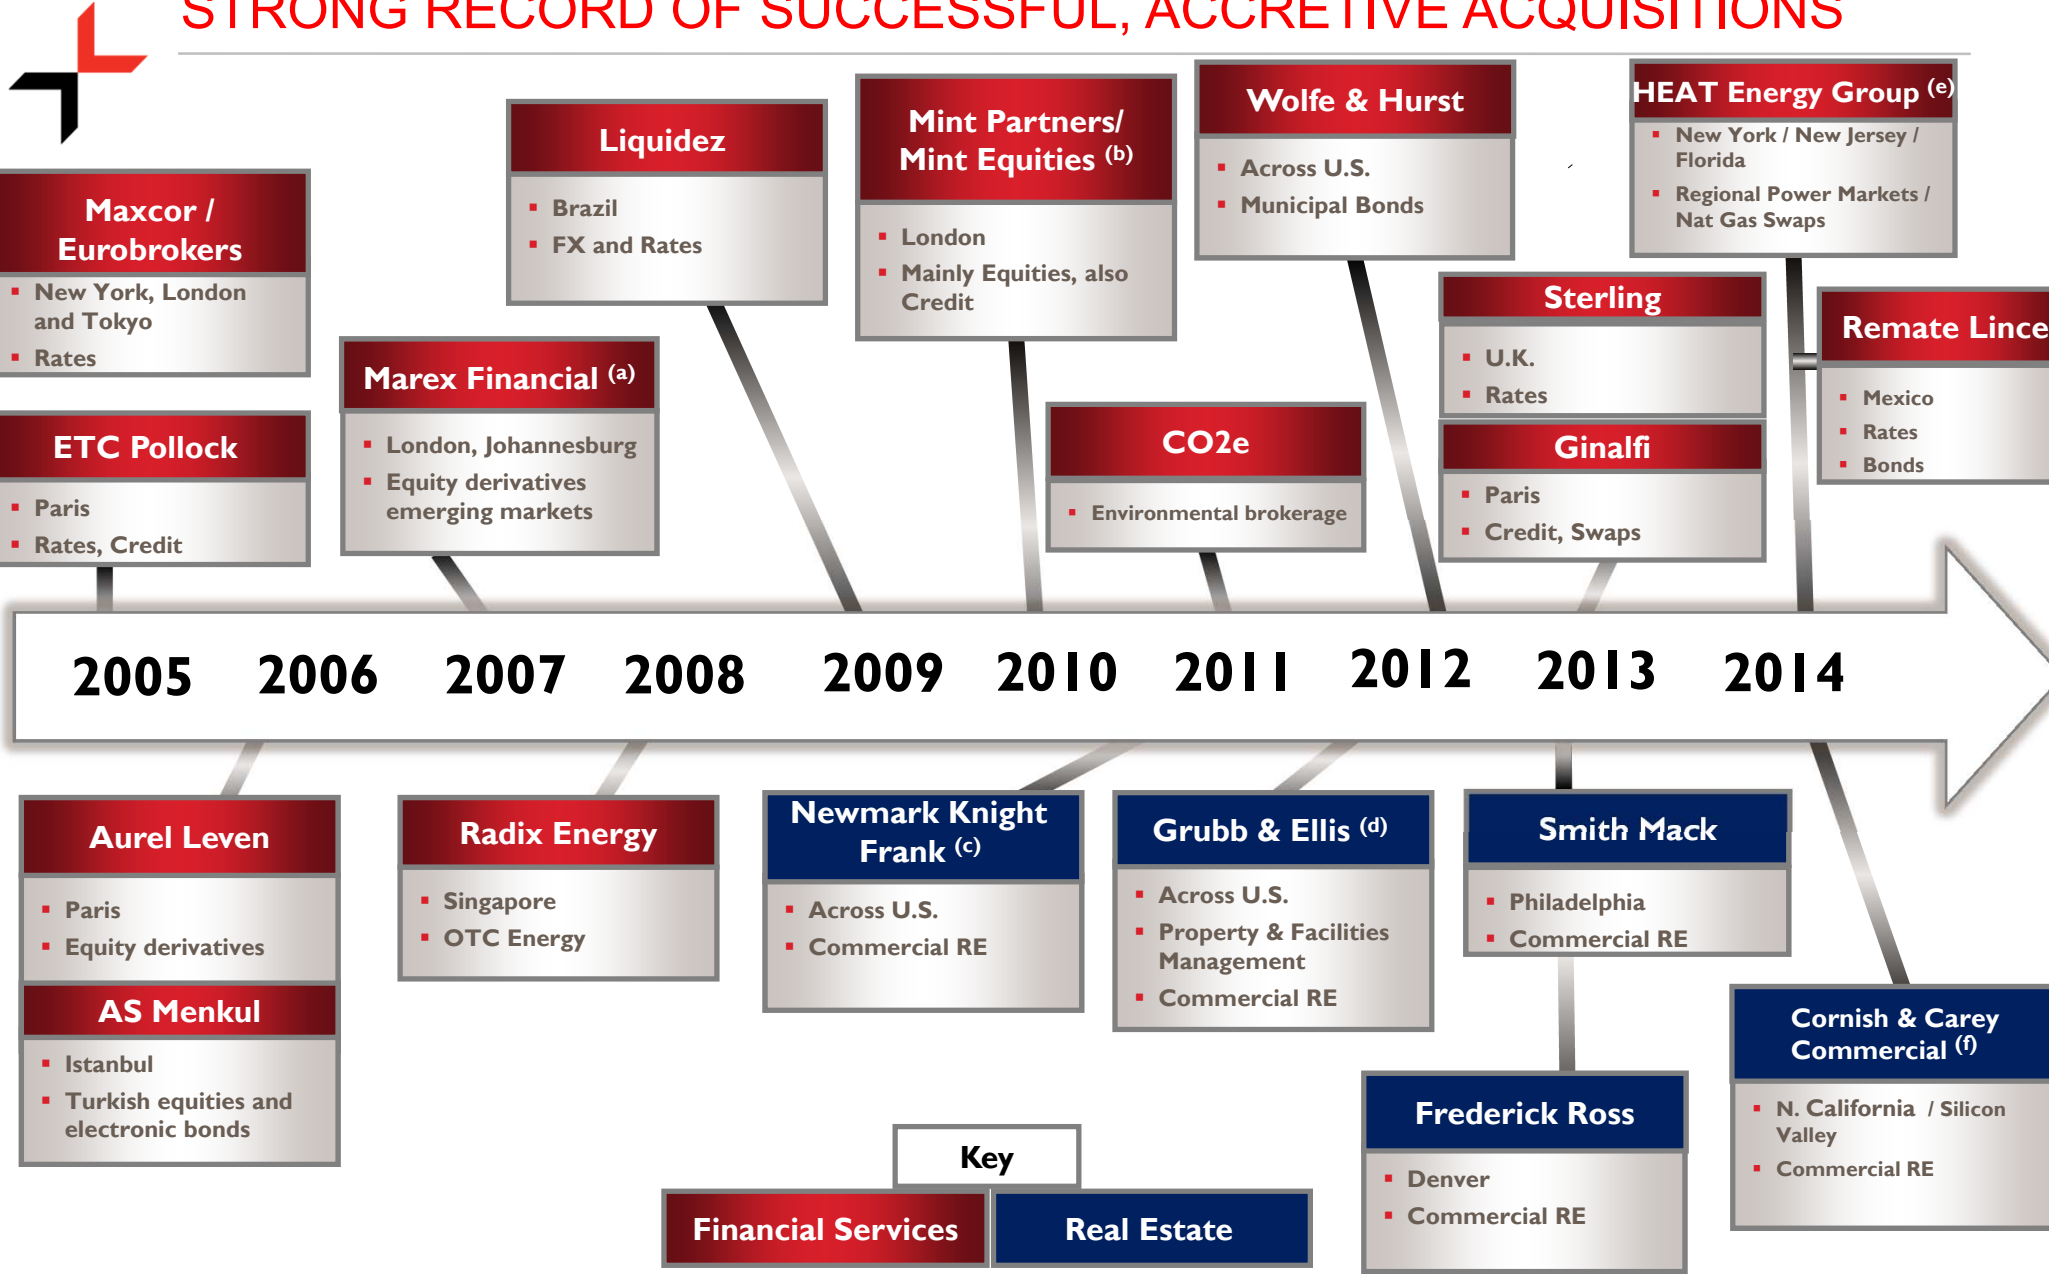 STRONG RECORD OF SUCCESSFUL, ACCRETIVE ACQUISITIONS
Maxcor /
Eurobrokers
▪ New York, London
and Tokyo
▪ Rates
ETC Pollock
▪ Paris
▪ Rates, Credit
Marex Financial (a)
▪ London, Johannesburg
▪ Equity derivatives
emerging markets
Liquidez
▪ Brazil
▪ FX and Rates
Mint Partners/
Mint Equities (b)
▪ London
▪ Mainly Equities, also
Credit
CO2e
▪ Environmental brokerage
Wolfe & Hurst
▪ Across U.S.
▪ Municipal Bonds
Sterling
▪ U.K.
▪ Rates
Ginalfi
▪ Paris
▪ Credit, Swaps
HEAT Energy Group (e)
▪ New York / New Jersey /
Florida
▪ Regional Power Markets /
Nat Gas Swaps
Remate Lince
▪ Mexico
▪ Rates
▪ Bonds
2005 2006 2007 2008 2009 2010 2011 2012 2013 2014
Aurel Leven
▪ Paris
▪ Equity derivatives
AS Menkul
▪ Istanbul
▪ Turkish equities and
electronic bonds
Radix Energy
▪ Singapore
▪ OTC Energy
Newmark Knight
Frank (c)
▪ Across U.S.
▪ Commercial RE
Grubb & Ellis (d)
▪ Across U.S.
▪ Property & Facilities
Management
▪ Commercial RE
Smith Mack
▪ Philadelphia
▪ Commercial RE
Frederick Ross
▪ Denver
▪ Commercial RE
Cornish & Carey
Commercial (f)
▪ N. California / Silicon
Valley
▪ Commercial RE
Key
Financial Services
Real Estate